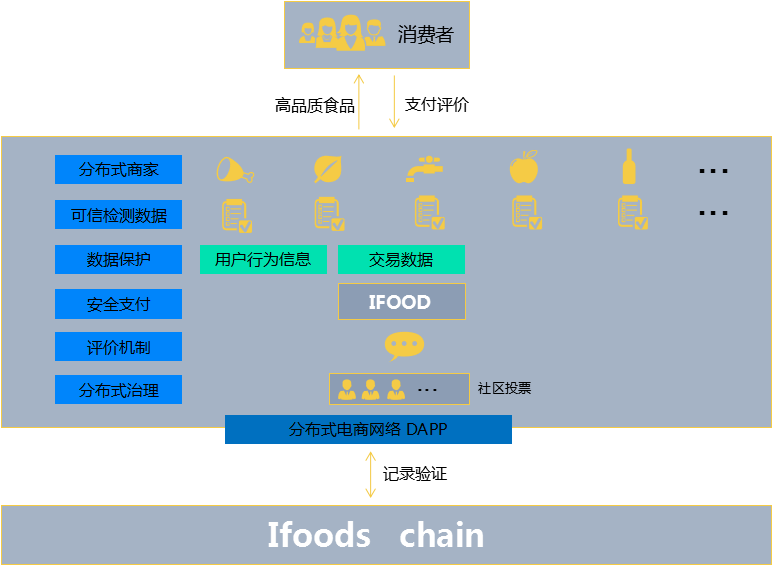 消费者
高品质食品
支付评价
分布式商家
...
可信检测数据
...
数据保护
用户行为信息
交易数据
安全支付
IFOOD
评价机制
分布式治理
...
社区投票
分布式电商网络 DAPP
记录验证
Ifoods chain